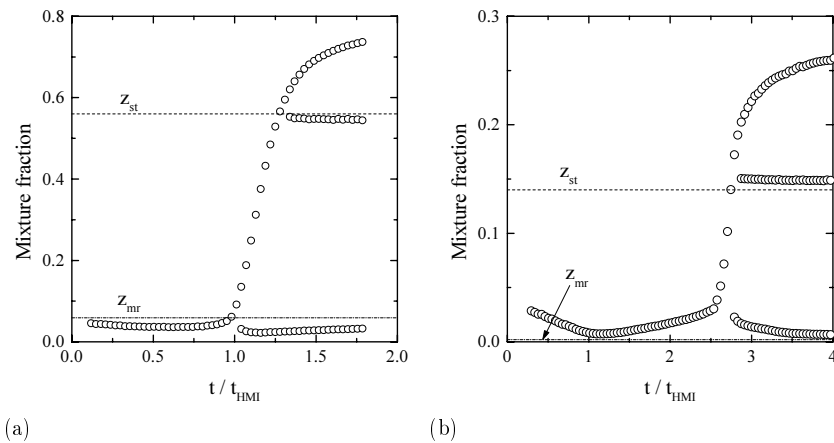 0.8
0.6
0.4
0.2
0.0
Mixture fraction
z_st
z_mr
0.0 0.5 1.0 1.5 2.0
t / t_HMI
(a)
0.3
0.2
0.1
0.0
Mixture fraction
z_st
z_mr
0 1 2 3 4
t / t_HMI
(b)